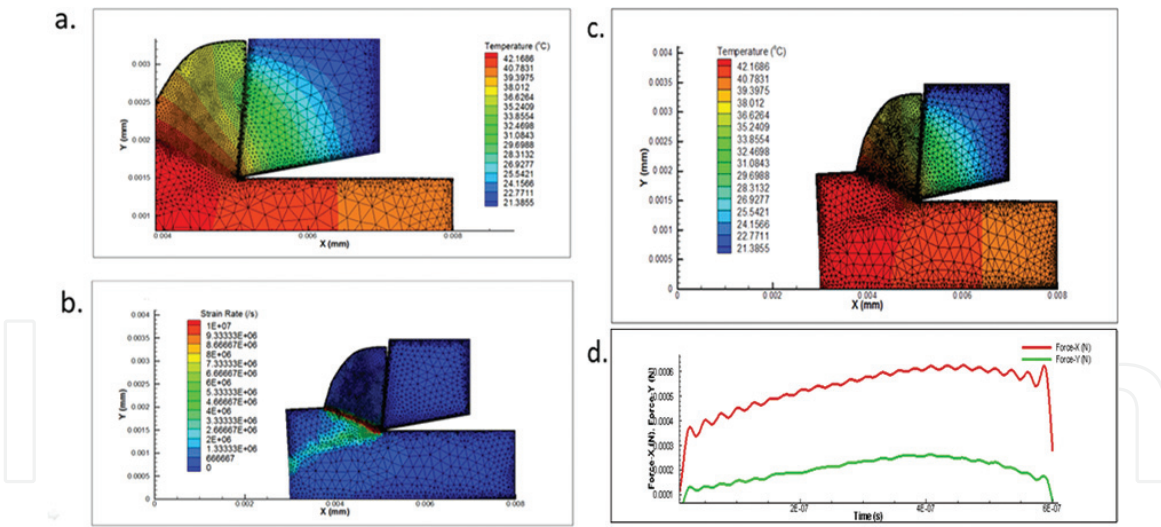 a.
Temperature (°C)
42.1686
40.7831
39.3975
38.012
36.6264
35.2409
33.8554
32.4698
31.0843
29.6988
28.3132
26.9277
25.5421
24.1566
22.7711
21.3855
Y (mm)
0.003
0.0025
0.002
0.0015
0.001
0.004
0.006
0.008
X (mm)
b.
Strain Rate (/s)
1E+07
9.33333E+06
8.66667E+06
8E+06
7.33333E+06
6.66667E+06
6E+06
5.33333E+06
4.66667E+06
4E+06
3.33333E+06
2.66667E+06
2E+06
1.33333E+06
666667
0
Y (mm)
0.004
0.0035
0.003
0.0025
0.002
0.0015
0.001
0.0005
0
0
0.002
0.004
0.006
0.008
X (mm)
c.
Temperature (°C)
42.1686
40.7831
39.3975
38.012
36.6264
35.2409
33.8554
32.4698
31.0843
29.6988
28.3132
26.9277
25.5421
24.1566
22.7711
21.3855
Y (mm)
0.004
0.0035
0.003
0.0025
0.002
0.0015
0.001
0.0005
0
0
0.002
0.004
0.006
0.008
X (mm)
d.
Force-X (N)
Force-Y (N)
Force-X (N), Force-Y (N)
0.0006
0.0002
0.0001
2E-07
4E-07
6E-07
Time (s)